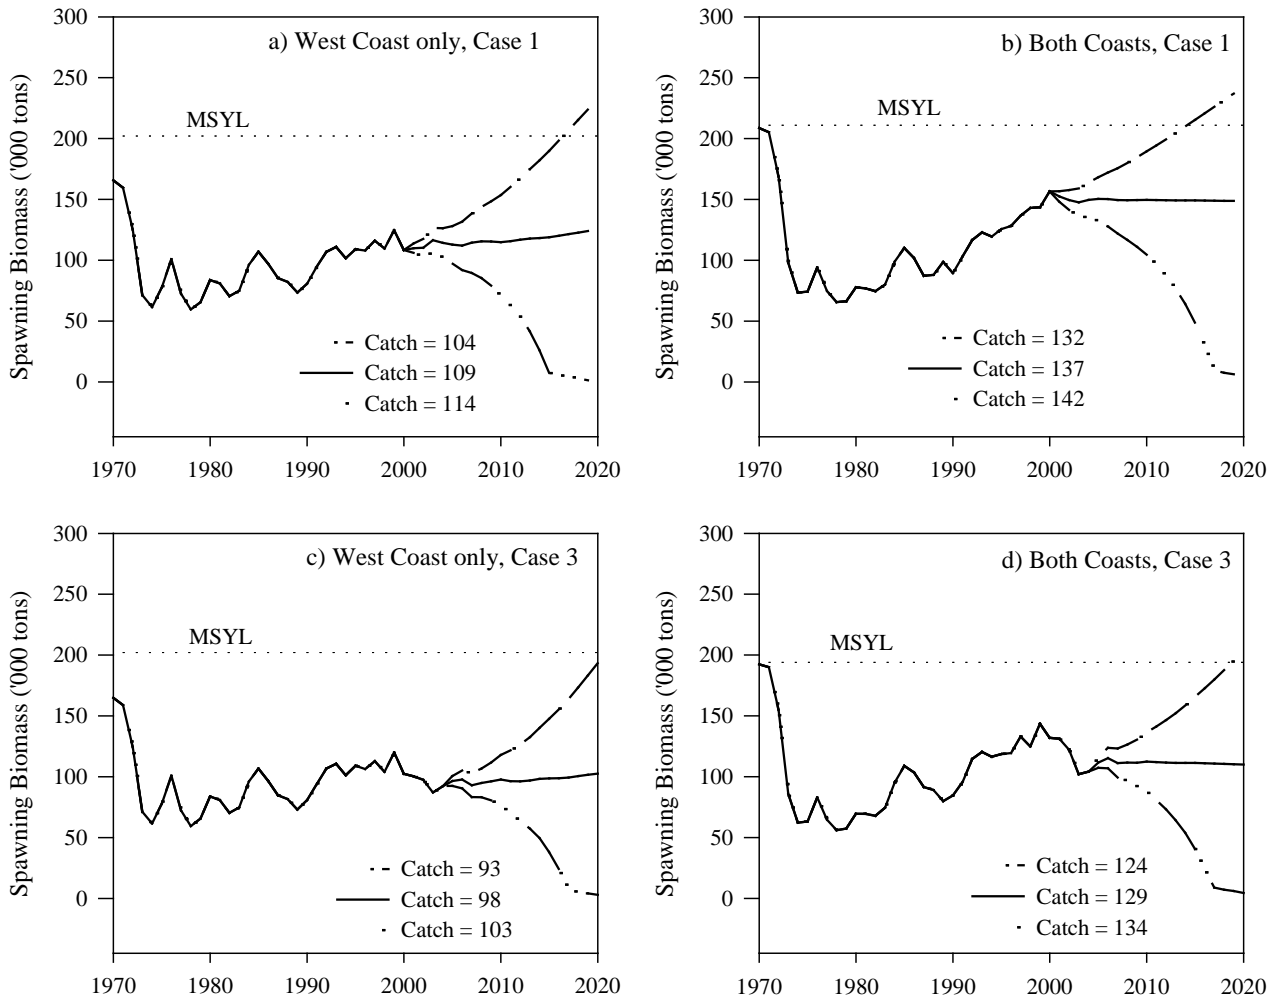 300
250
200
150
100
50
0
Spawning Biomass ('000 tons)
a) West Coast only, Case 1
MSYL
Catch = 104
Catch = 109
Catch = 114
1970 1980 1990 2000 2010 2020
300
250
200
150
100
50
0
Spawning Biomass ('000 tons)
b) Both Coasts, Case 1
MSYL
Catch = 132
Catch = 137
Catch = 142
1970 1980 1990 2000 2010 2020
300
250
200
150
100
50
0
Spawning Biomass ('000 tons)
c) West Coast only, Case 3
MSYL
Catch = 93
Catch = 98
Catch = 103
1970 1980 1990 2000 2010 2020
300
250
200
150
100
50
0
Spawning Biomass ('000 tons)
d) Both Coasts, Case 3
MSYL
Catch = 124
Catch = 129
Catch = 134
1970 1980 1990 2000 2010 2020